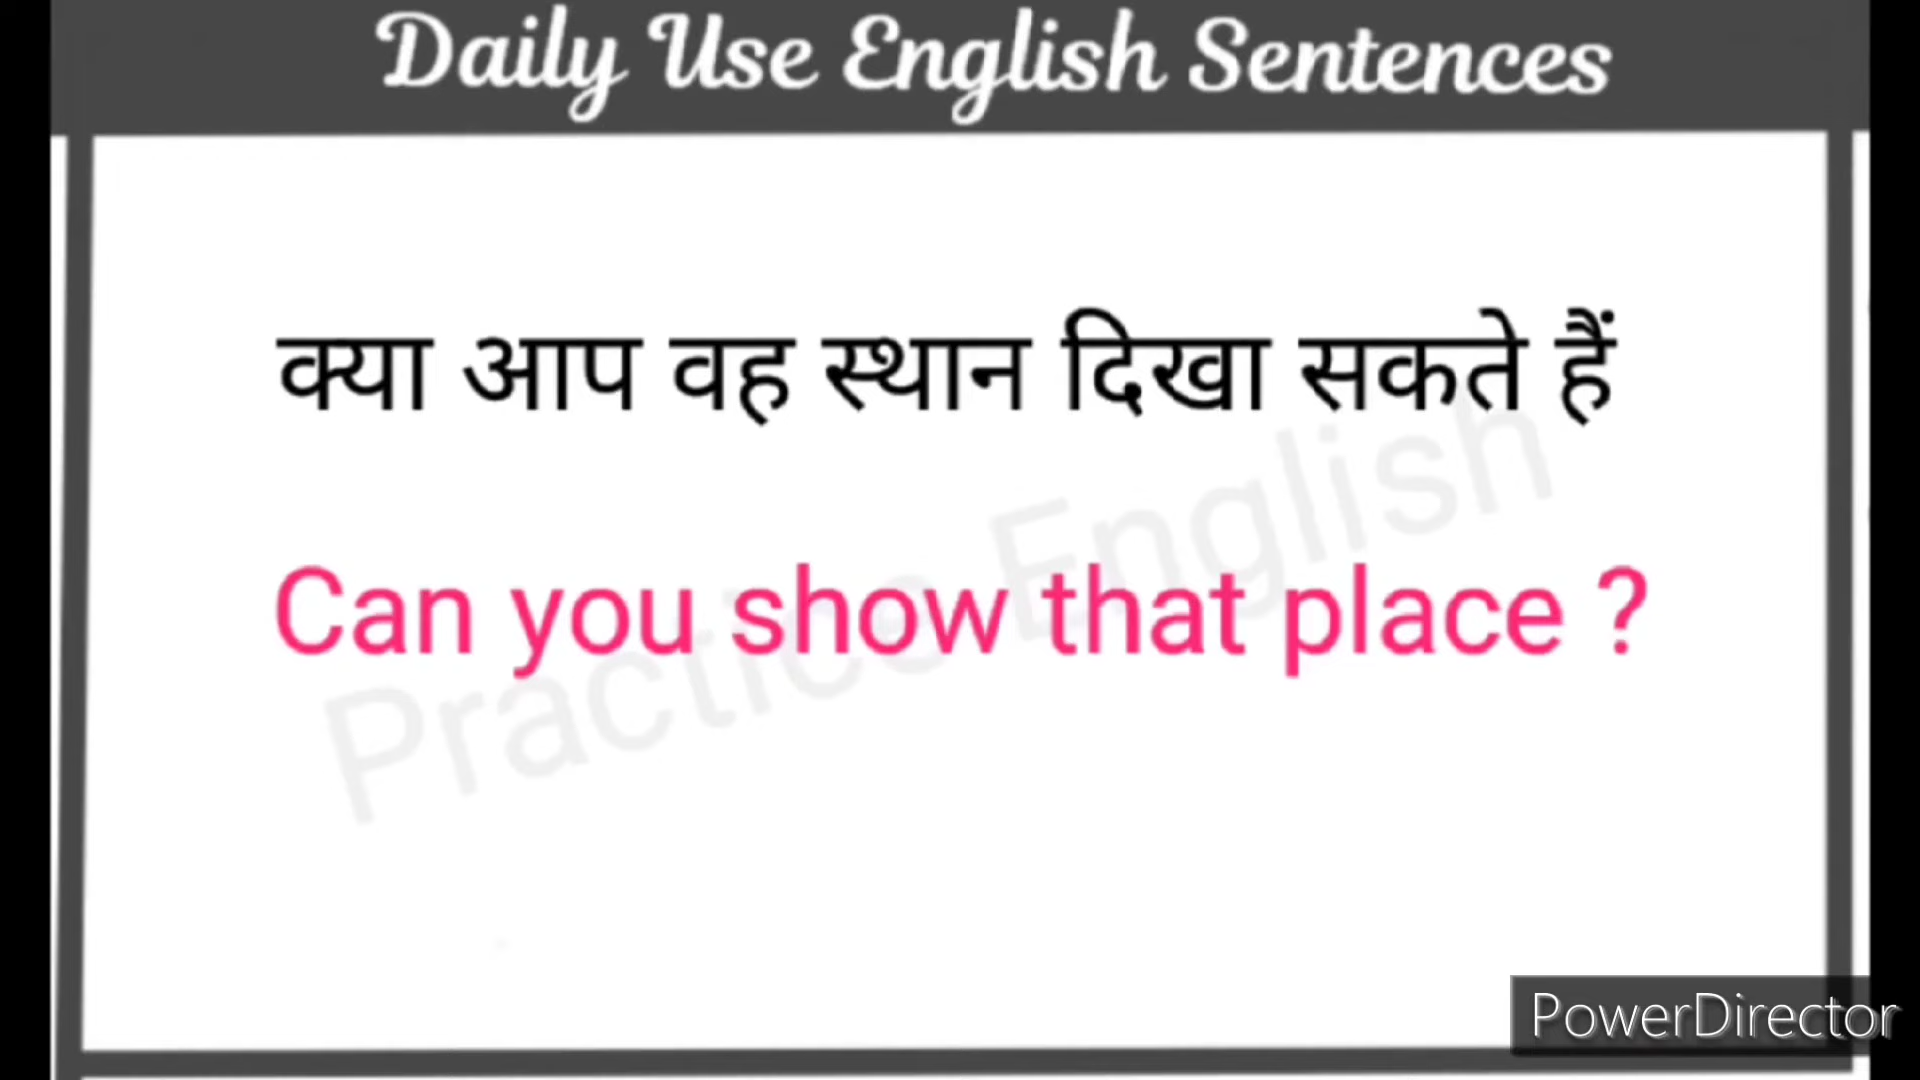 Daily Use English Sentences
क्या आप वह स्थान दिखा सकते हैं
Can you show that place ?
Practice English
PowerDirector